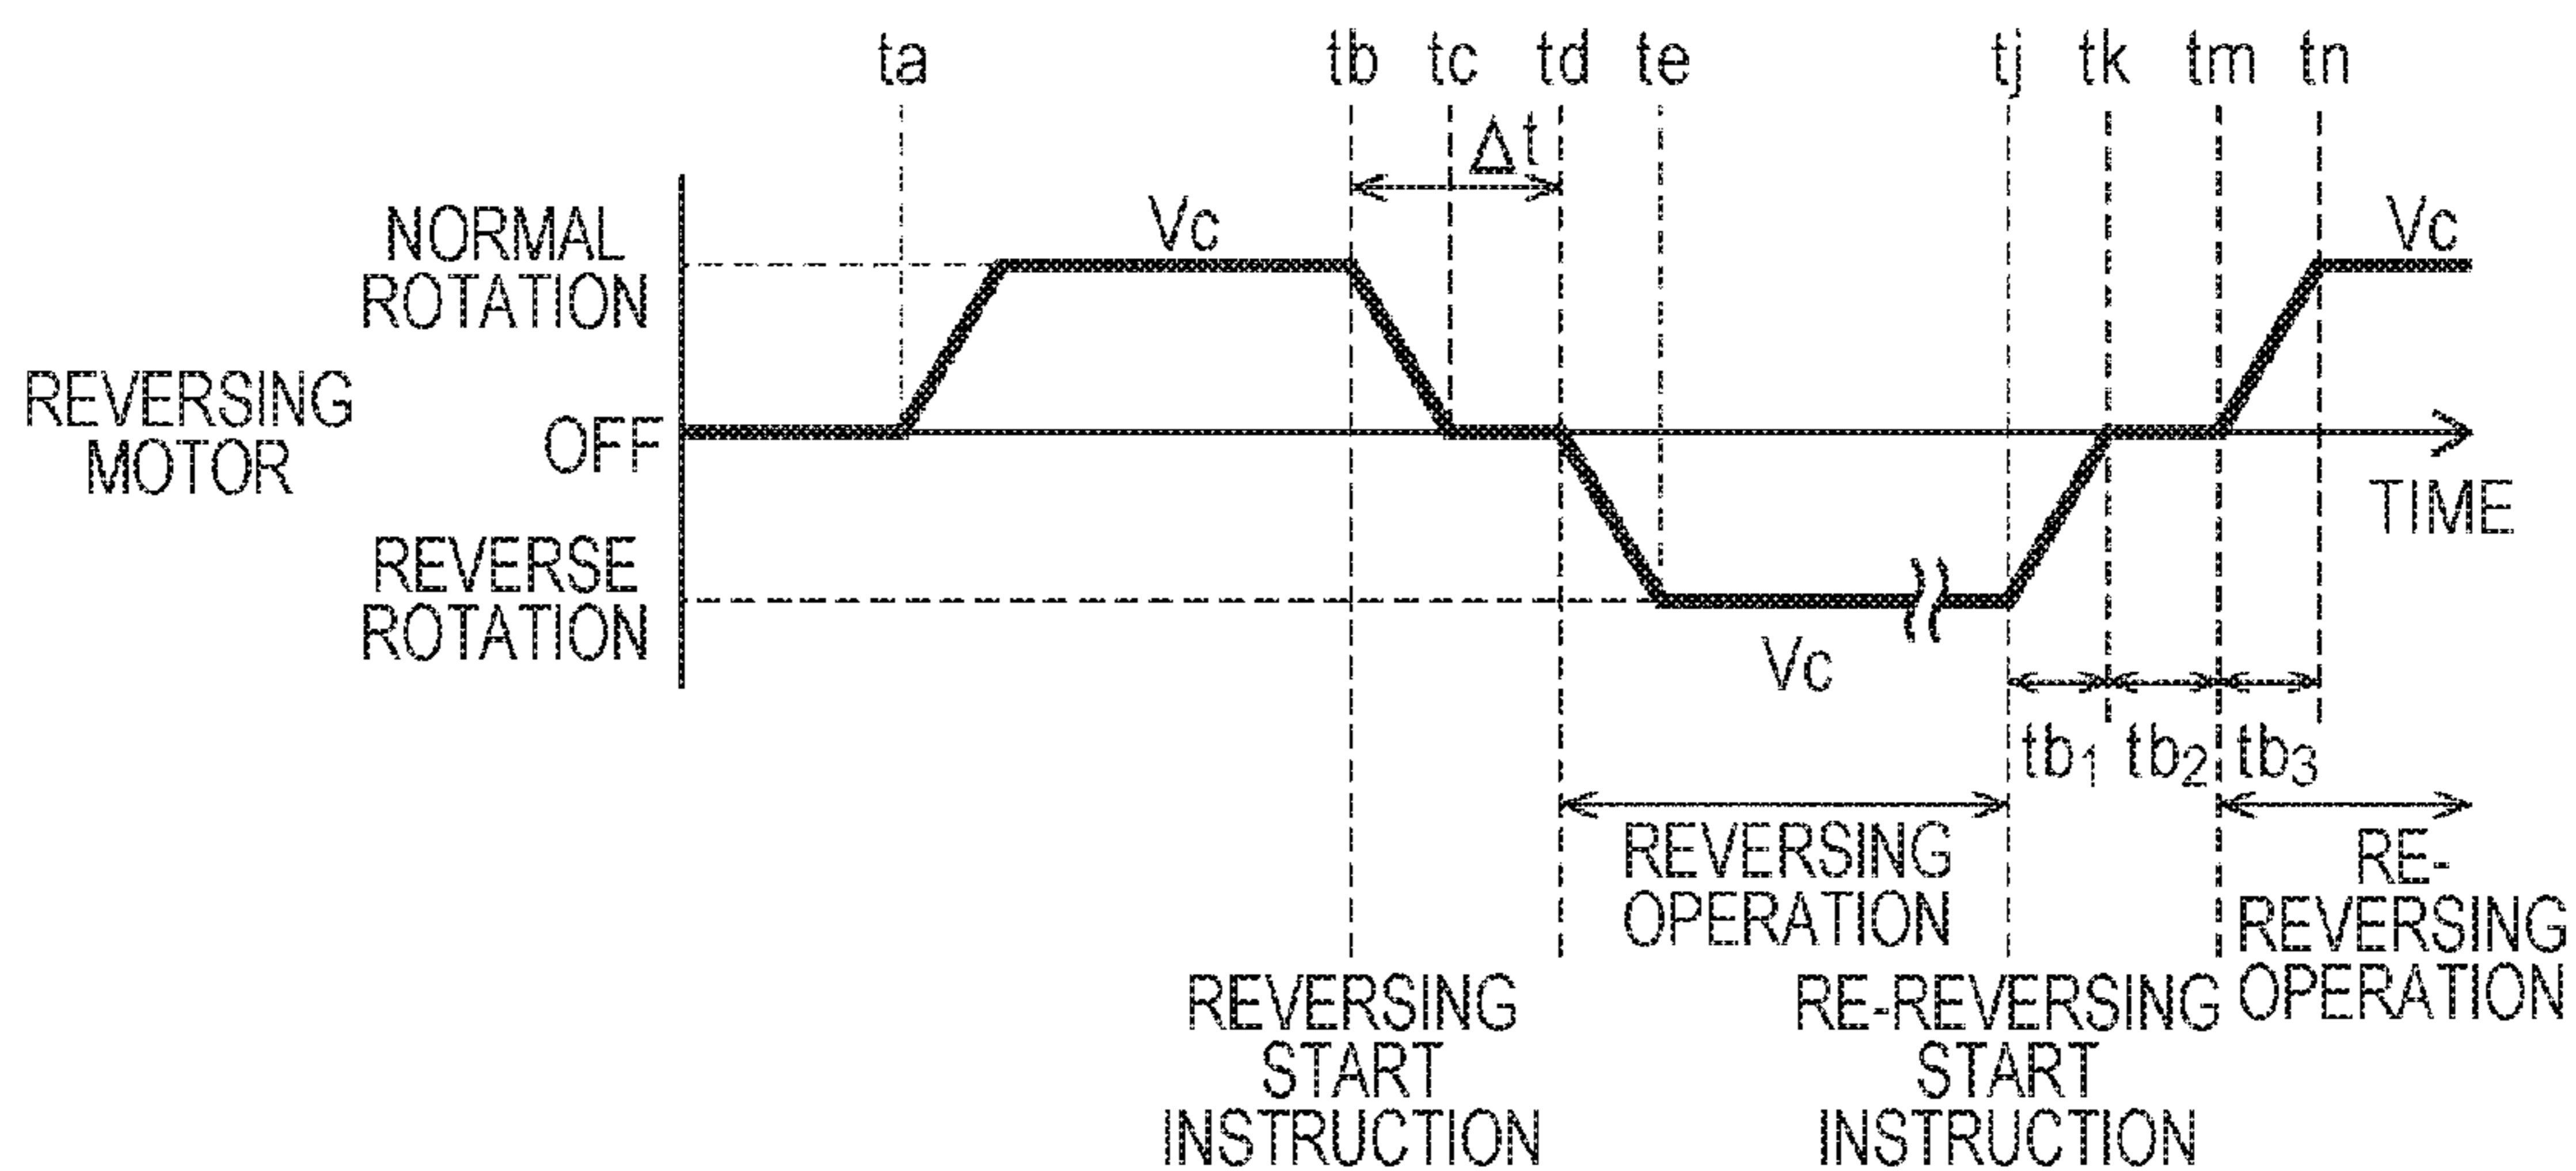 ta tb tc td te tj tk tm tn
Δt
NORMAL
ROTATION
Vc
Vc
REVERSING
MOTOR
OFF
TIME
REVERSE
ROTATION
Vc
tb1 tb2 tb3
REVERSING
OPERATION
RE-
REVERSING
OPERATION
REVERSING
START
INSTRUCTION
RE-REVERSING
START
INSTRUCTION